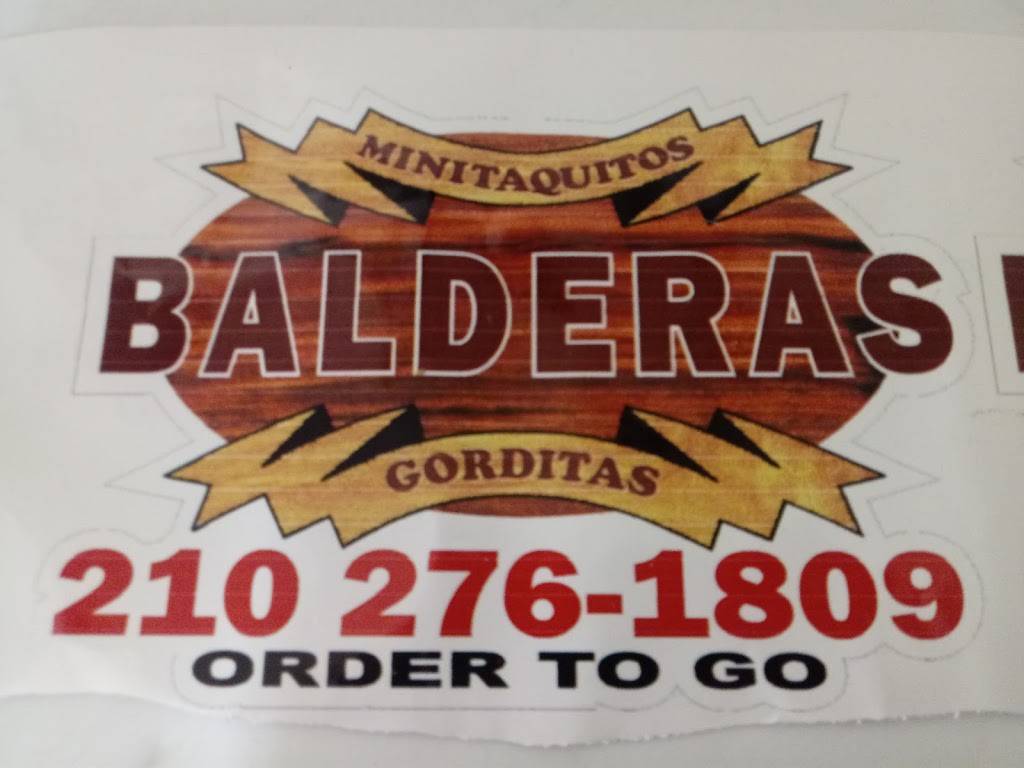 MINITAQUITOS
BALDERAS
GORDITAS
210 276-1809
ORDER TO GO